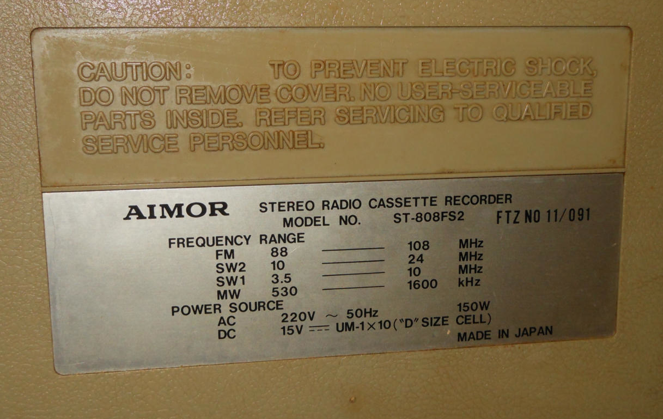 CAUTION: TO PREVENT ELECTRIC SHOCK,
DO NOT REMOVE COVER. NO USER-SERVICEABLE
PARTS INSIDE. REFER SERVICING TO QUALIFIED
SERVICE PERSONNEL.
AIMOR STEREO RADIO CASSETTE RECORDER
MODEL NO. ST-808FS2 FTZ NO 11/091
FREQUENCY RANGE
FM 88 —— 108 MHz
SW2 10 —— 24 MHz
SW1 3.5 —— 10 MHz
MW 530 —— 1600 kHz
POWER SOURCE
AC 220V ~ 50Hz 150W
DC 15V ⎓ UM-1×10 ("D" SIZE CELL)
MADE IN JAPAN